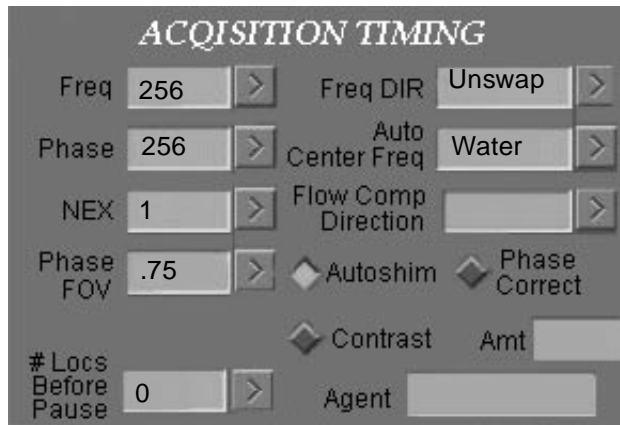 ACQISITION TIMING
Freq 256 > Freq DIR Unswap >
Phase 256 > Auto Center Freq Water >
NEX 1 > Flow Comp Direction >
Phase FOV .75 > Autoshim Phase Correct
Contrast Amt
# Locs Before Pause 0 > Agent